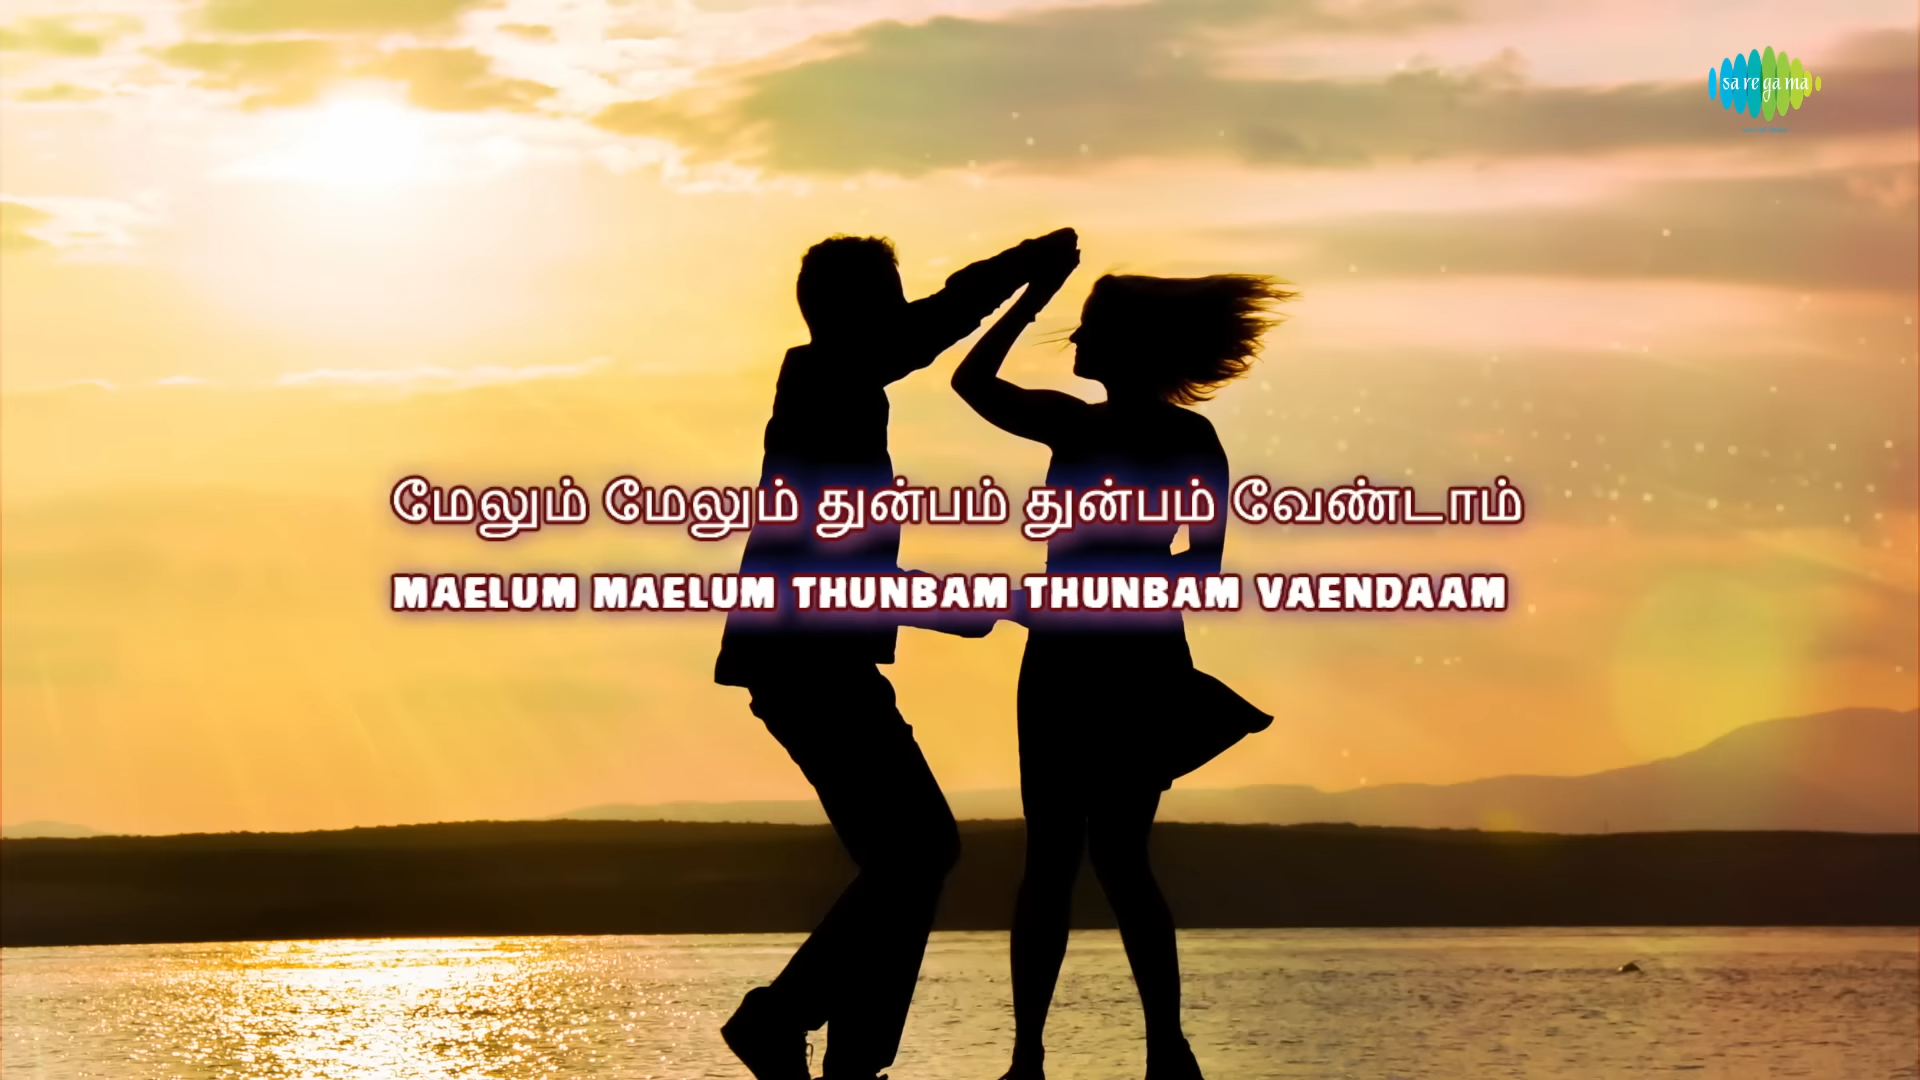 sa re ga ma
மேலும் மேலும் துன்பம் துன்பம் வேண்டாம்
MAELUM MAELUM THUNBAM THUNBAM VAENDAAM